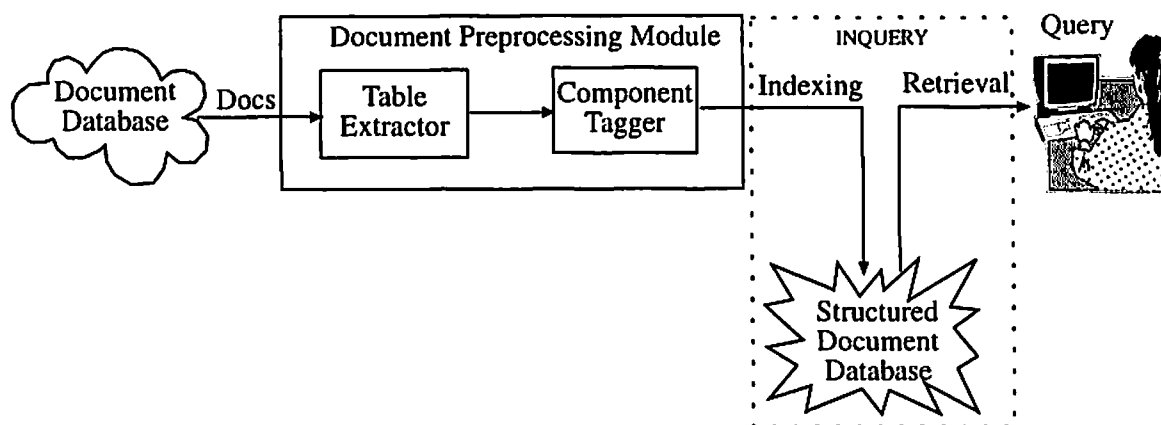 Document Preprocessing Module
INQUERY
Query
Document
Database
Docs
Table
Extractor
Component
Tagger
Indexing
Retrieval
Structured
Document
Database